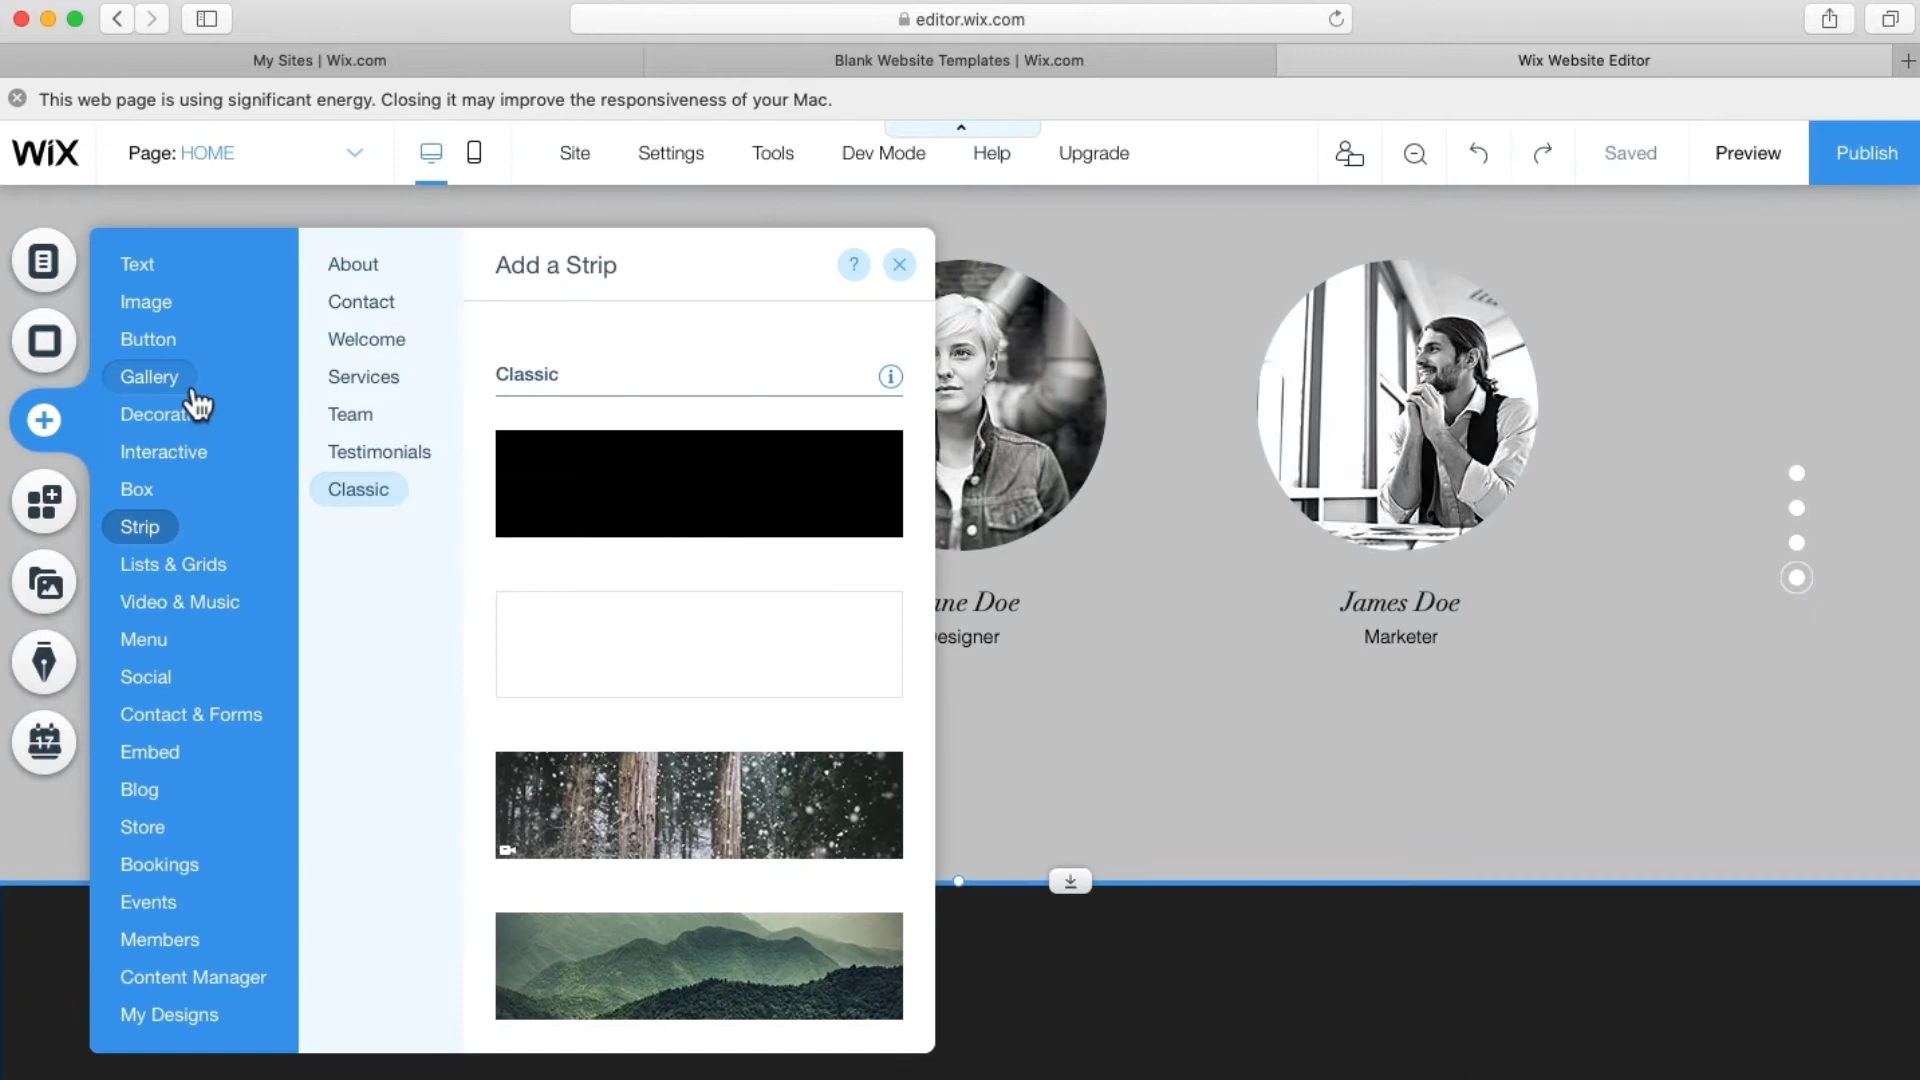 editor.wix.com
My Sites | Wix.com
Blank Website Templates | Wix.com
Wix Website Editor
This web page is using significant energy. Closing it may improve the responsiveness of your Mac.
WiX
Page: HOME
Site
Settings
Tools
Dev Mode
Help
Upgrade
Saved
Preview
Publish
Text
Image
Button
Gallery
Interactive
Box
Strip
Lists & Grids
Video & Music
Menu
Social
Contact & Forms
Embed
Blog
Store
Bookings
Events
Members
Content Manager
My Designs
17
About
Contact
Welcome
Services
Team
Testimonials
Classic
Add a Strip
?
Classic
Doe
James Doe
Marketer